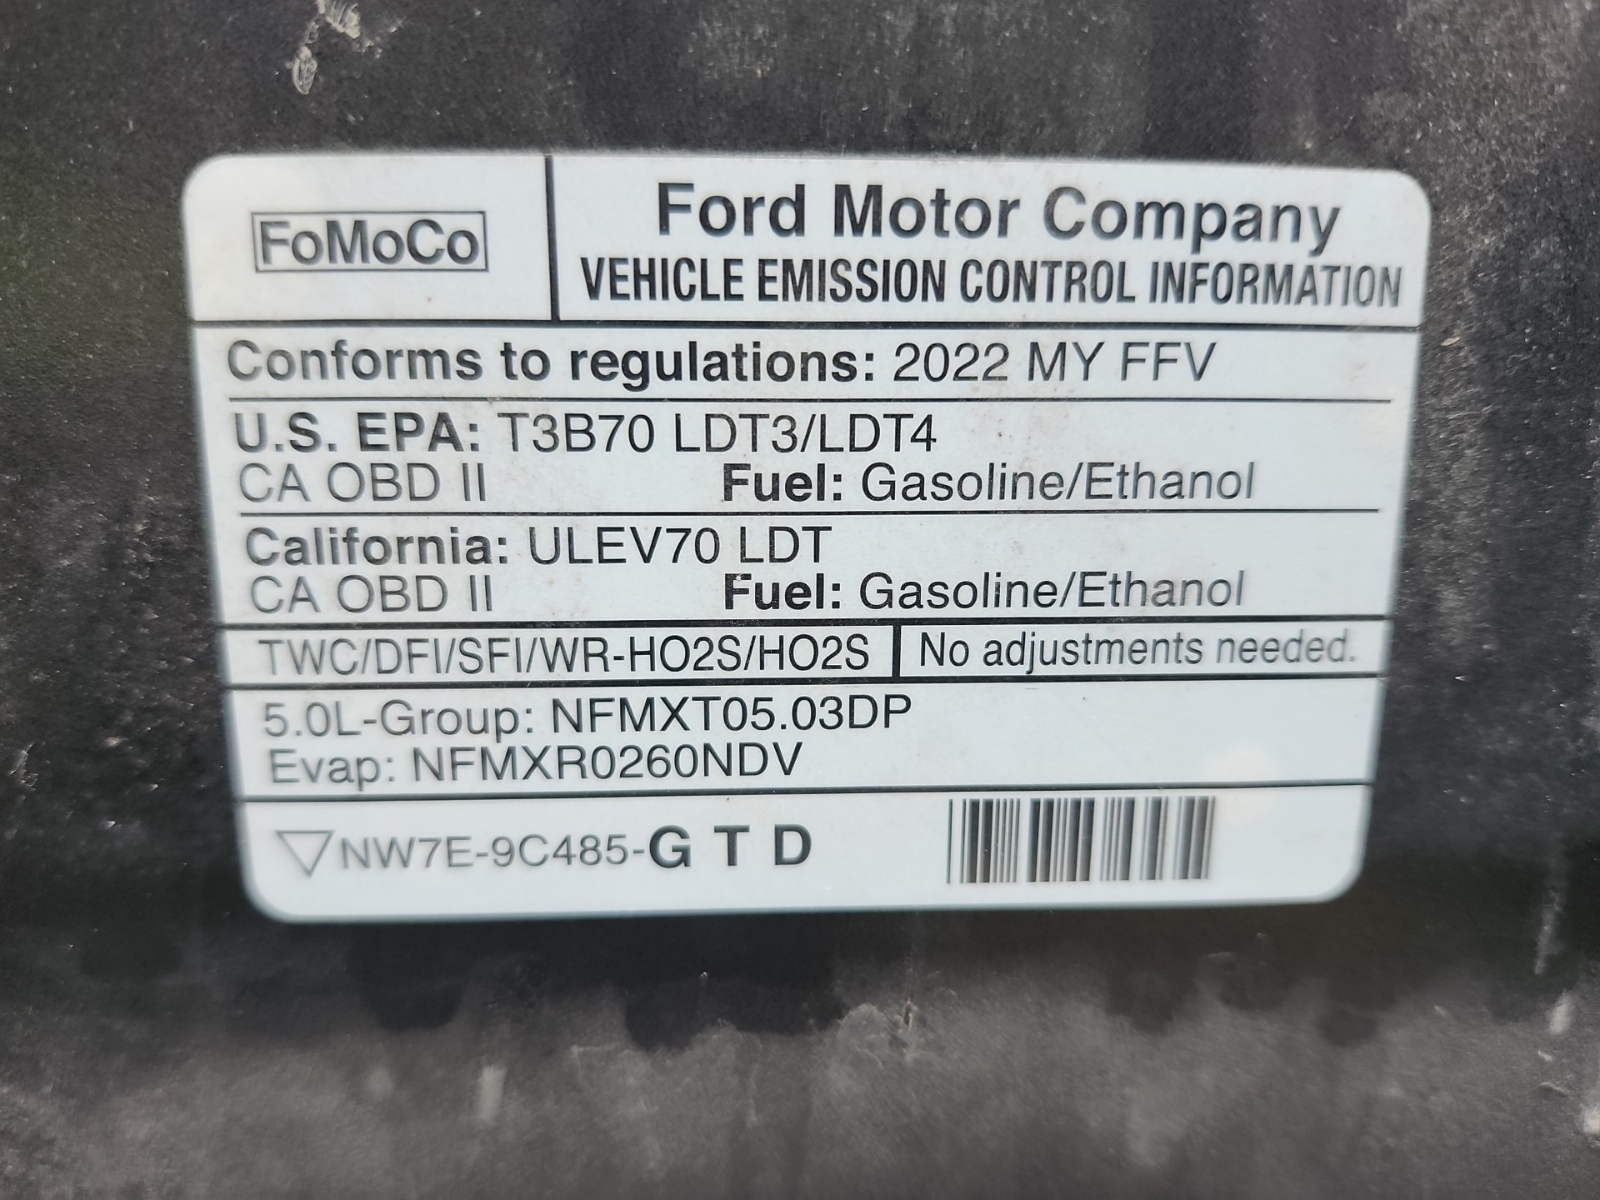 FoMoCo
Ford Motor Company
VEHICLE EMISSION CONTROL INFORMATION
Conforms to regulations: 2022 MY FFV
U.S. EPA: T3B70 LDT3/LDT4
CA OBD II Fuel: Gasoline/Ethanol
California: ULEV70 LDT
CA OBD II Fuel: Gasoline/Ethanol
TWC/DFI/SFI/WR-HO2S/HO2S No adjustments needed.
5.0L-Group: NFMXT05.03DP
Evap: NFMXR0260NDV
NW7E-9C485-G T D